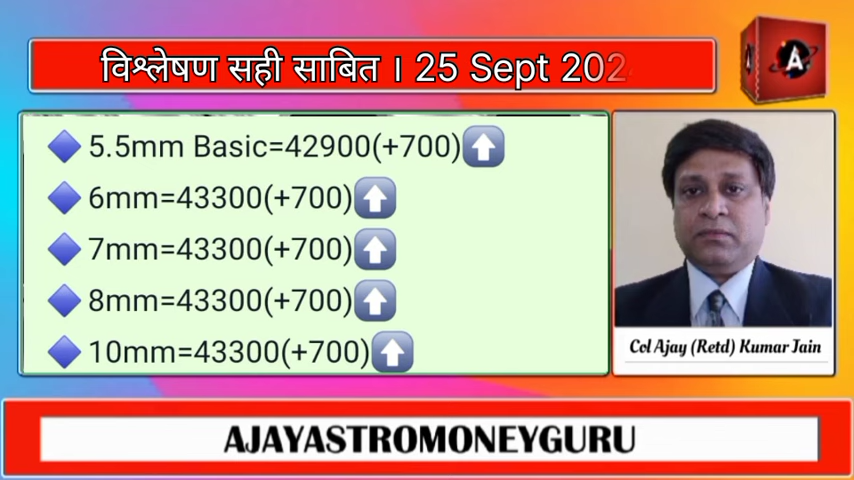 विश्लेषण सही साबित । 25 Sept 202
A
5.5mm Basic=42900(+700)
6mm=43300(+700)
7mm=43300(+700)
8mm=43300(+700)
10mm=43300(+700)
Col Ajay (Retd) Kumar Jain
AJAYASTROMONEYGURU